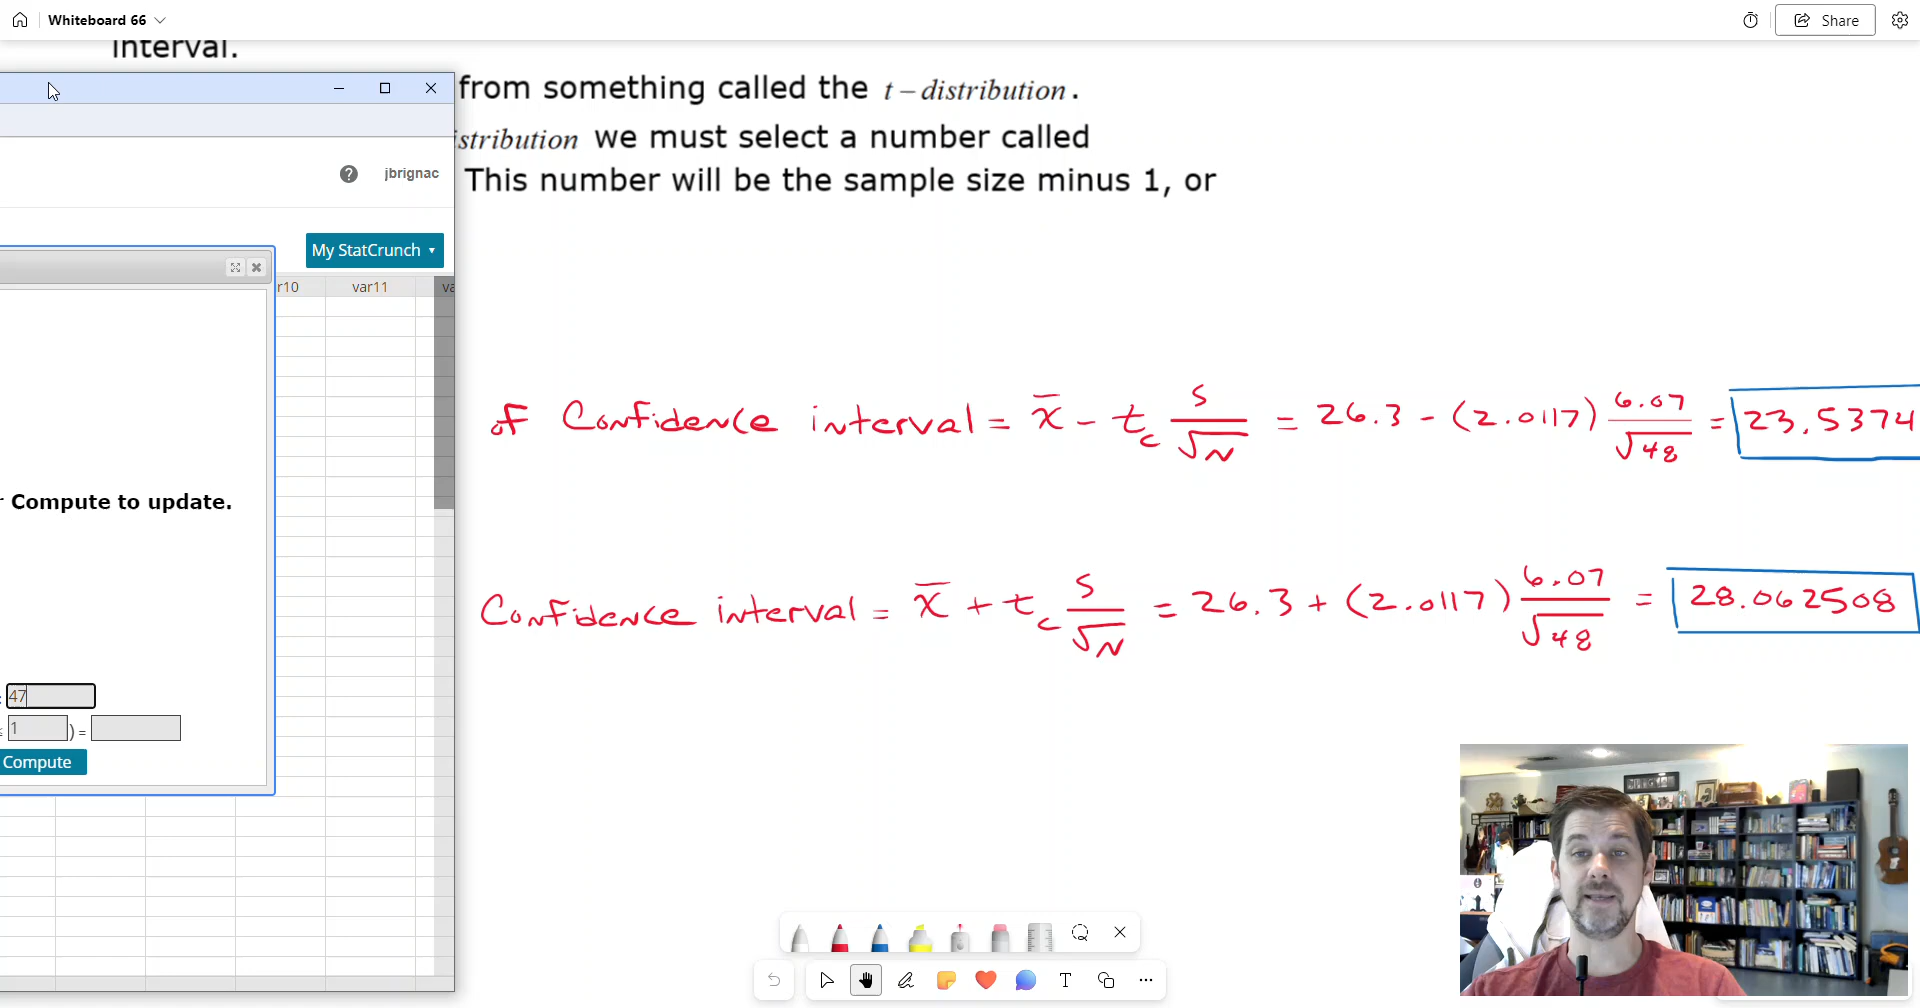 Whiteboard 66
Share
interval.
from something called the t – distribution.
istribution we must select a number called
jbrignac
This number will be the sample size minus 1, or
My StatCrunch
r10 var11 va
of Confidence interval = x̄ - t_c s/√N = 26.3 - (2.0117) 6.07/√48 = 23.5374
r Compute to update.
Confidence interval = x̄ + t_c s/√N = 26.3 + (2.0117) 6.07/√48 = 28.062508
: 47
≤ 1 ) =
Compute